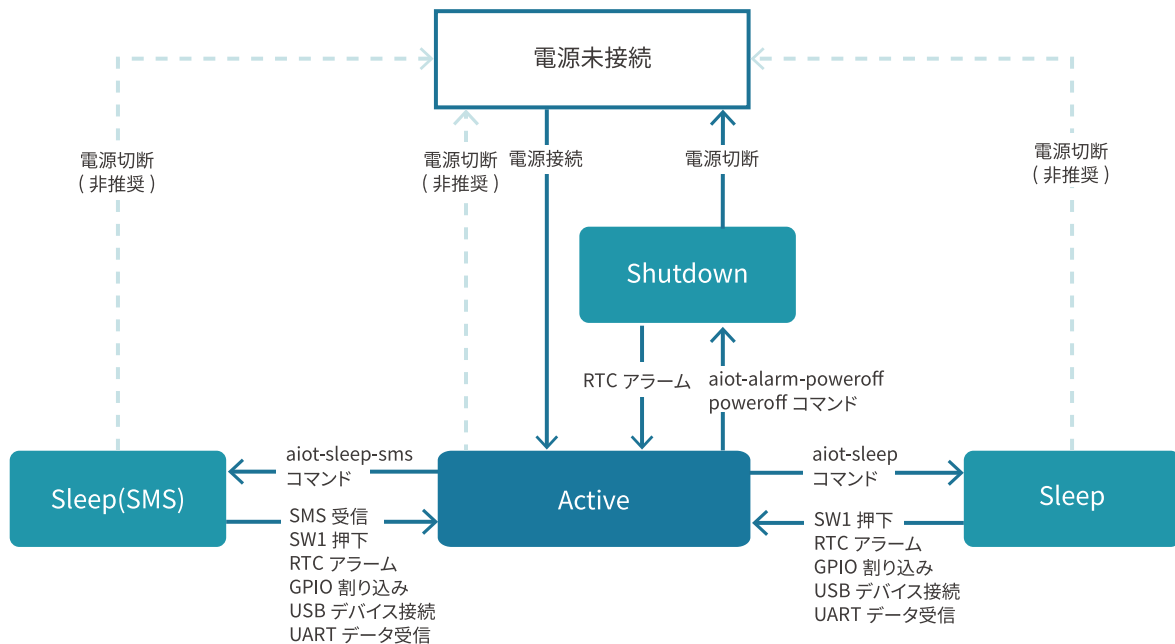 電源未接続
電源切断
( 非推奨 )
電源切断
( 非推奨 )
電源接続
電源切断
電源切断
( 非推奨 )
Shutdown
RTC アラーム
aiot-alarm-poweroff
poweroff コマンド
Sleep(SMS)
aiot-sleep-sms
コマンド
SMS 受信
SW1 押下
RTC アラーム
GPIO 割り込み
USB デバイス接続
UART データ受信
Active
aiot-sleep
コマンド
SW1 押下
RTC アラーム
GPIO 割り込み
USB デバイス接続
UART データ受信
Sleep